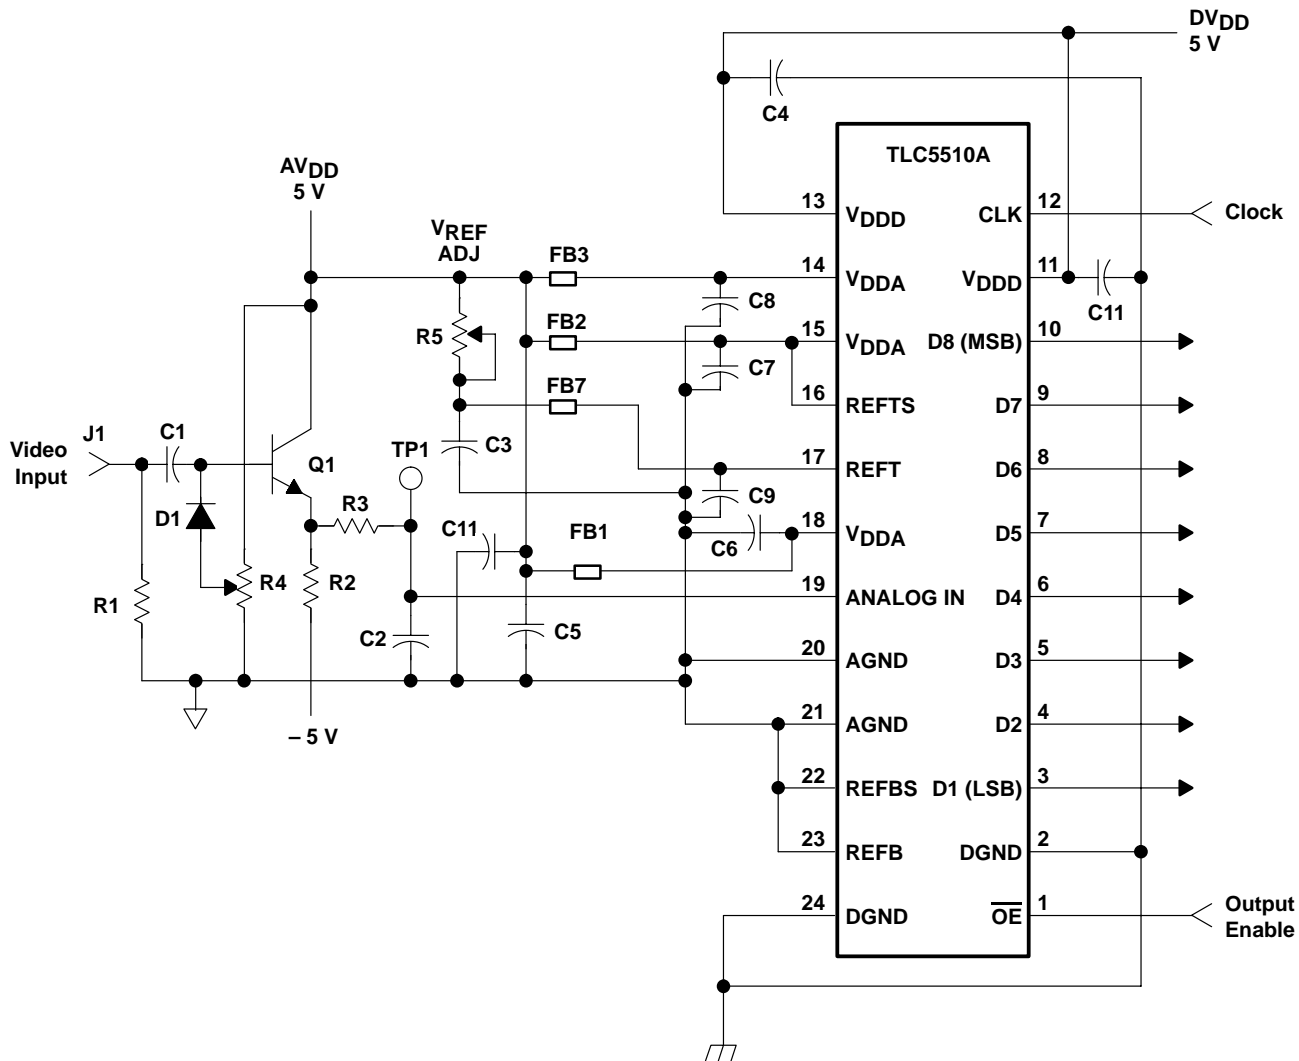 DVDD
5 V
C4
TLC5510A
AVDD
5 V
13
VDDD
CLK
12
Clock
VREF
ADJ
FB3
14
VDDA
VDDD
11
C8
C11
R5
FB2
15
VDDA
D8 (MSB)
10
C7
FB7
16
REFTS
D7
9
Video
Input
J1
C1
Q1
TP1
C3
17
REFT
D6
8
C9
D1
R3
C11
FB1
C6
18
VDDA
D5
7
R1
R4
R2
19
ANALOG IN
D4
6
C2
C5
20
AGND
D3
5
– 5 V
21
AGND
D2
4
22
REFBS
D1 (LSB)
3
23
REFB
DGND
2
24
DGND
OE
1
Output
Enable